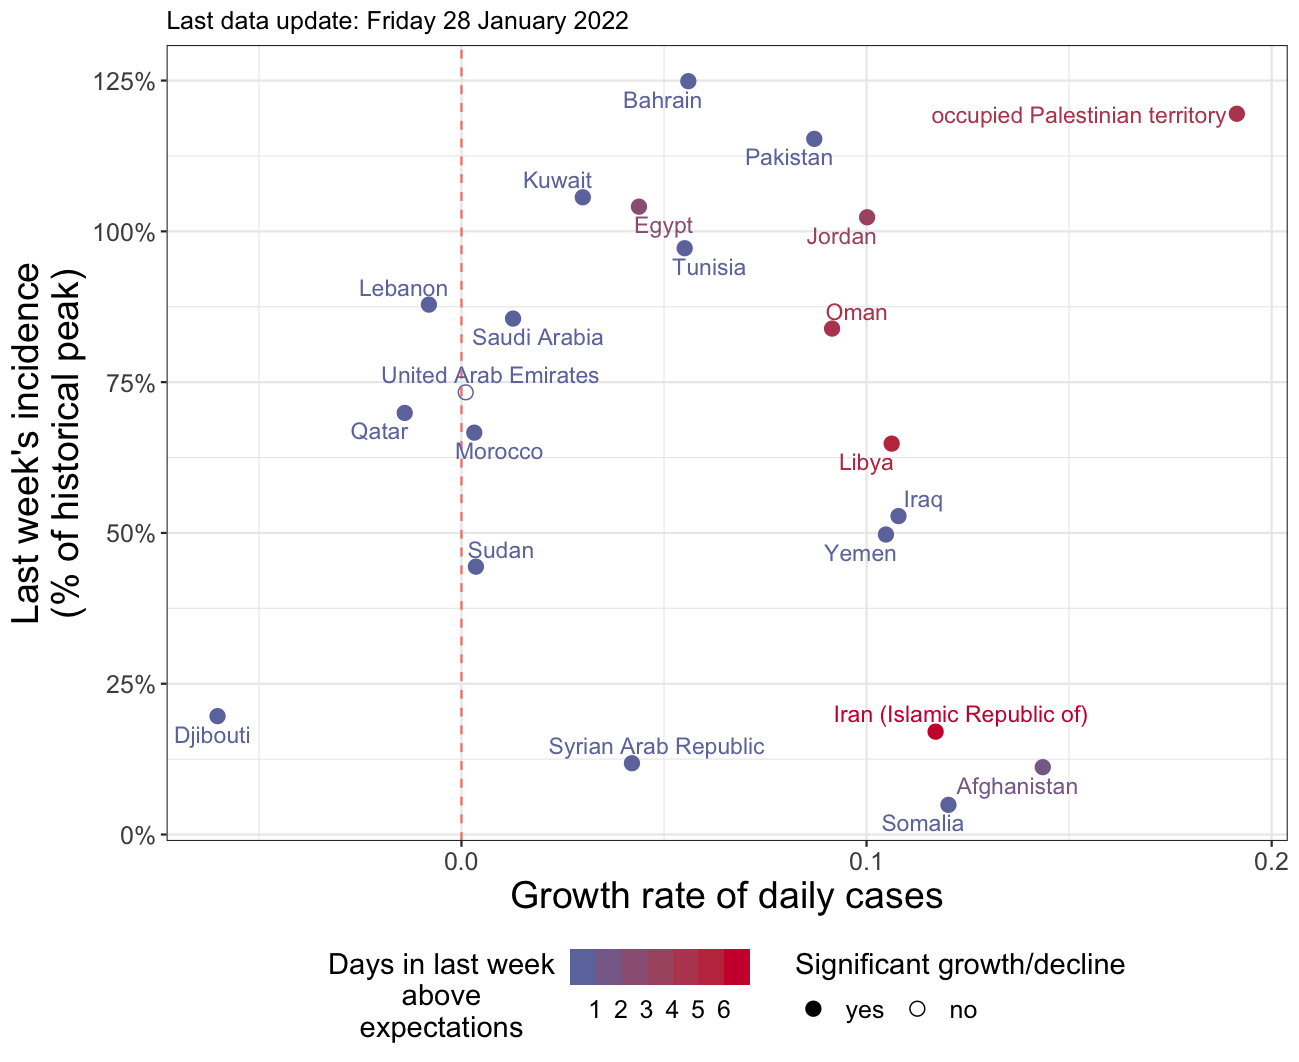 Last data update: Friday 28 January 2022
125%
Bahrain
occupied Palestinian territory
Pakistan
Kuwait
Egypt
100%
Jordan
Tunisia
Lebanon
Oman
Saudi Arabia
United Arab Emirates
75%
Qatar
Morocco
Libya
Iraq
50%
Sudan
Yemen
25%
Iran (Islamic Republic of)
Djibouti
Syrian Arab Republic
Afghanistan
Somalia
0%
Last week's incidence
(% of historical peak)
0.0
0.1
0.2
Growth rate of daily cases
Days in last week
above
expectations
1 2 3 4 5 6
Significant growth/decline
yes
no